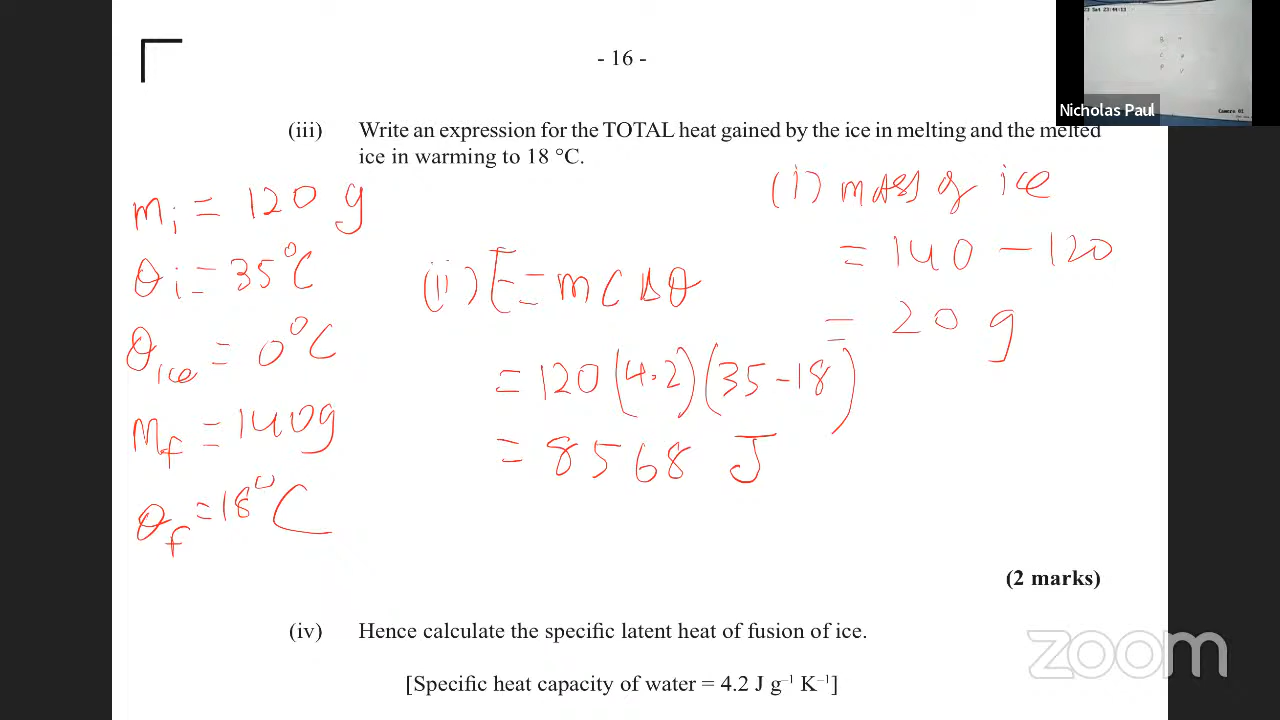 - 16 -
Nicholas Paul
(iii) Write an expression for the TOTAL heat gained by the ice in melting and the melted
ice in warming to 18 °C.
mi = 120 g
θi = 35°C
θice = 0°C
Mf = 140g
θf = 18°C
(i) mass of ice
= 140 - 120
= 20 g
(ii) E = mCΔθ
= 120 (4.2) (35-18)
= 8568 J
(2 marks)
(iv) Hence calculate the specific latent heat of fusion of ice.
[Specific heat capacity of water = 4.2 J g⁻¹ K⁻¹]
zoom